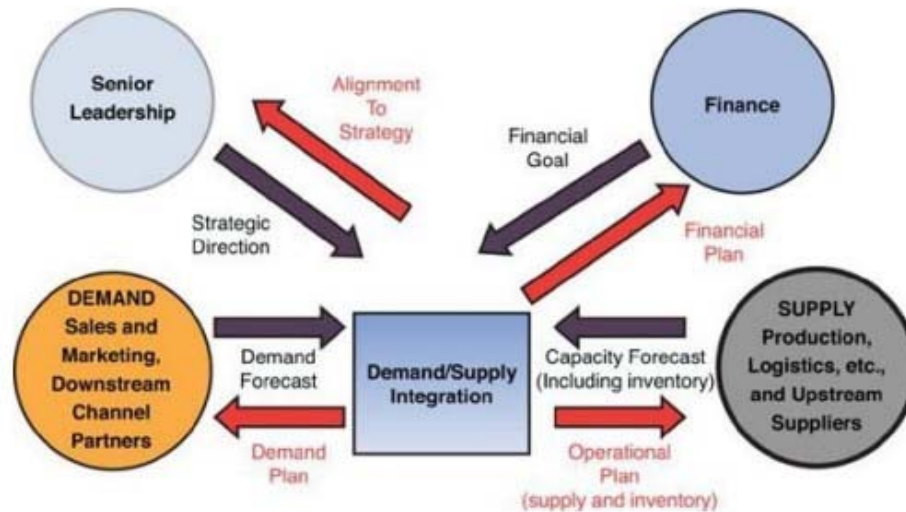 Senior
Leadership
Alignment
To
Strategy
Strategic
Direction
Financial
Goal
Finance
Financial
Plan
DEMAND
Sales and
Marketing,
Downstream
Channel
Partners
Demand
Forecast
Demand
Plan
Demand/Supply
Integration
Capacity Forecast
(Including inventory)
Operational
Plan
(supply and inventory)
SUPPLY
Production,
Logistics, etc.,
and Upstream
Suppliers